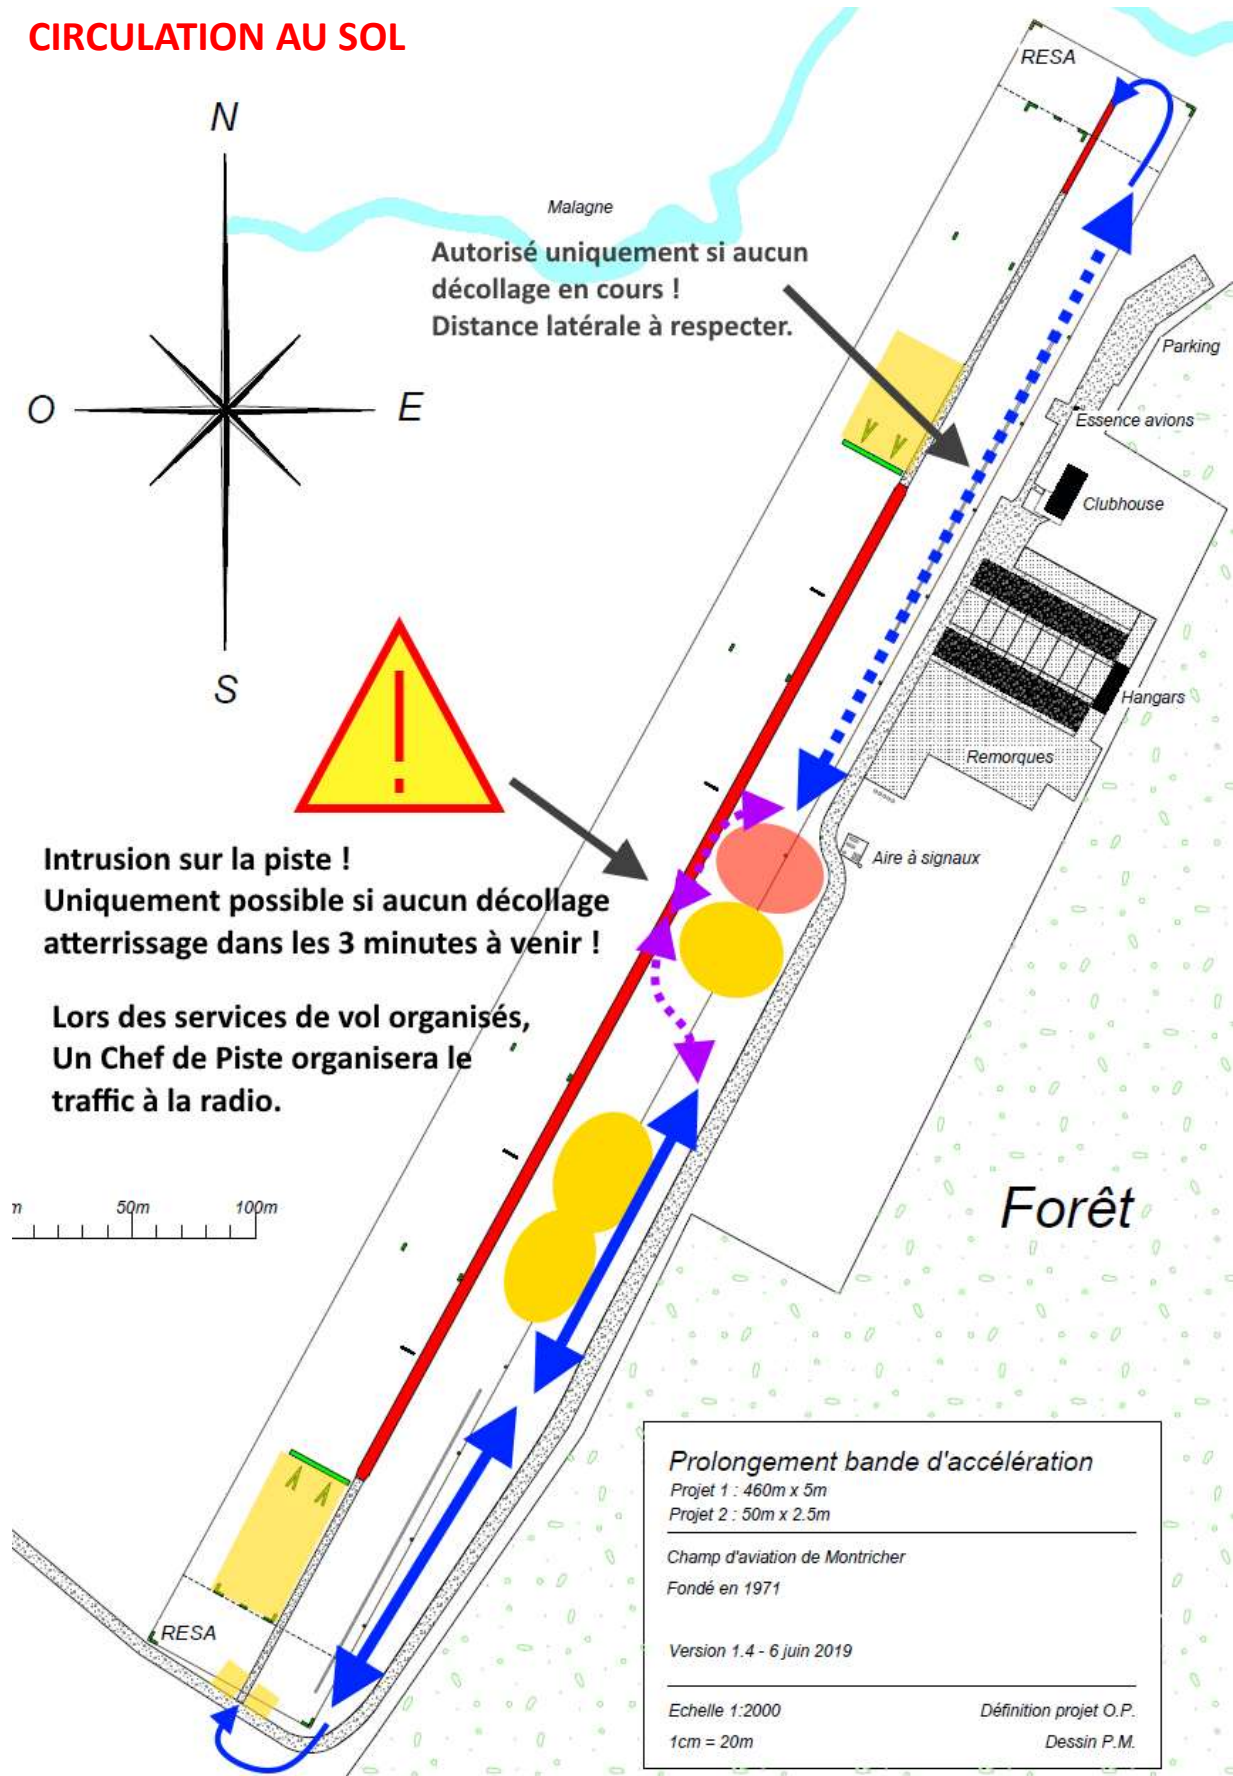 CIRCULATION AU SOL
RESA
N
Malagne
Autorisé uniquement si aucun
décollage en cours !
Distance latérale à respecter.
Parking
O
E
Essence avions
Clubhouse
S
Hangars
Remorques
Intrusion sur la piste !
Uniquement possible si aucun décollage
atterrissage dans les 3 minutes à venir !
Aire à signaux
Lors des services de vol organisés,
Un Chef de Piste organisera le
traffic à la radio.
m 50m 100m
Forêt
RESA
Prolongement bande d'accélération
Projet 1 : 460m x 5m
Projet 2 : 50m x 2.5m
Champ d'aviation de Montricher
Fondé en 1971
Version 1.4 - 6 juin 2019
Echelle 1:2000 Définition projet O.P.
1cm = 20m Dessin P.M.